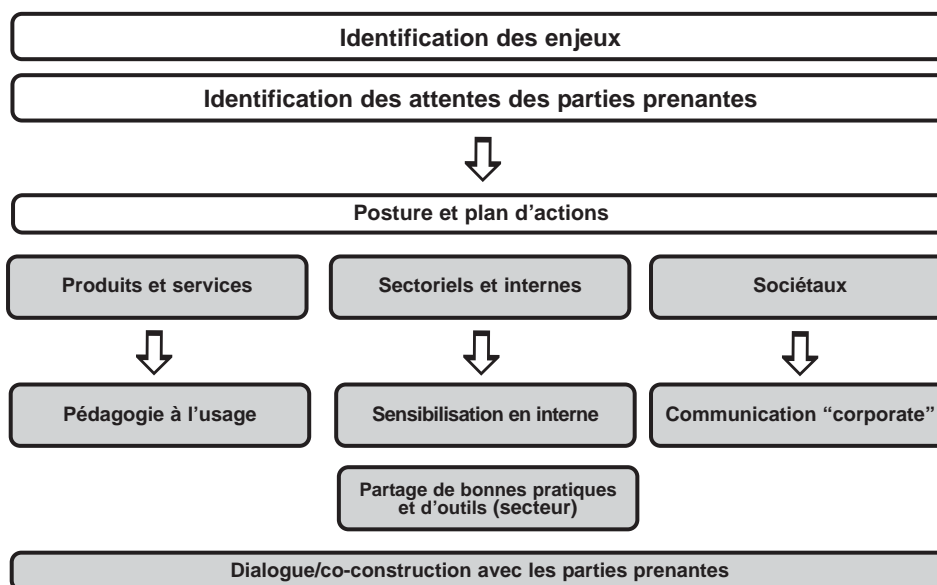 Identification des enjeux
Identification des attentes des parties prenantes
Posture et plan d’actions
Produits et services
Sectoriels et internes
Sociétaux
Pédagogie à l’usage
Sensibilisation en interne
Communication “corporate”
Partage de bonnes pratiques
et d’outils (secteur)
Dialogue/co-construction avec les parties prenantes